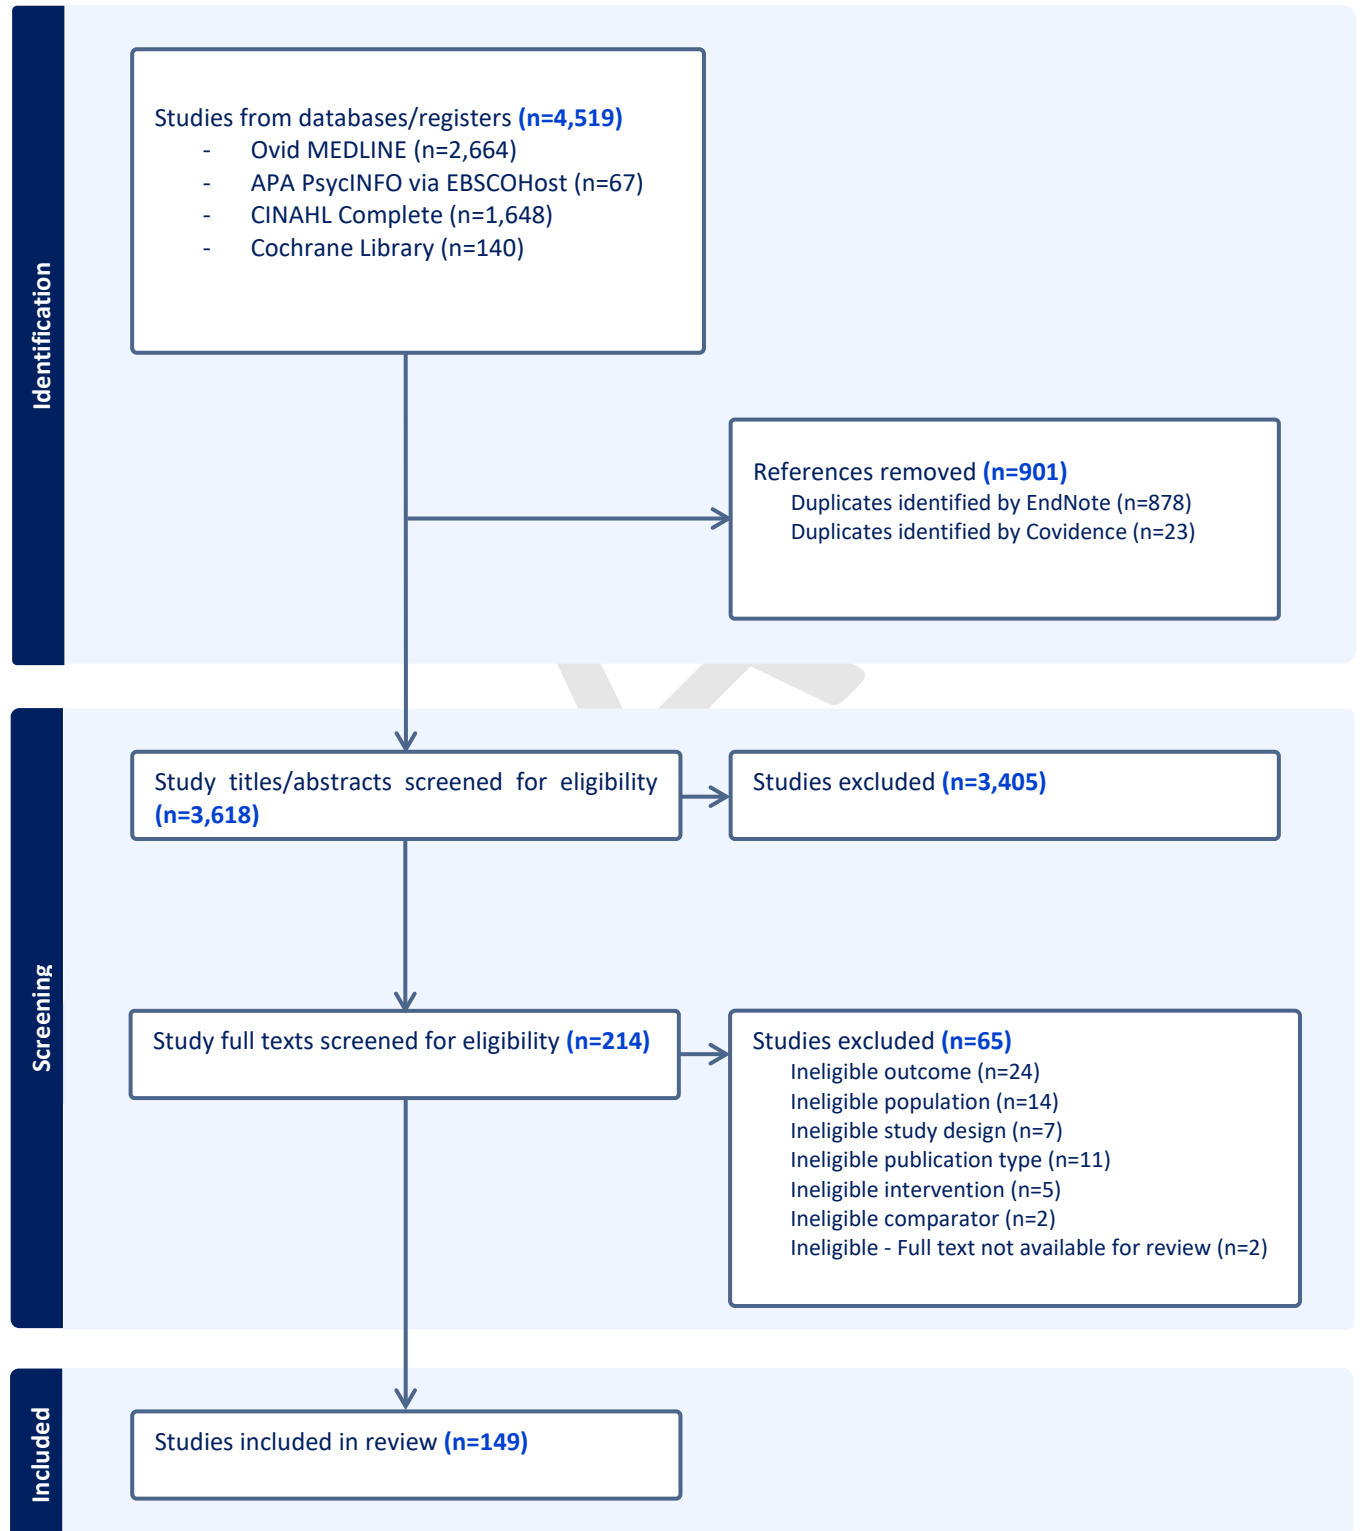 Identification
Studies from databases/registers (n=4,519)
- Ovid MEDLINE (n=2,664)
- APA PsycINFO via EBSCOHost (n=67)
- CINAHL Complete (n=1,648)
- Cochrane Library (n=140)
References removed (n=901)
Duplicates identified by EndNote (n=878)
Duplicates identified by Covidence (n=23)
Screening
Study titles/abstracts screened for eligibility
(n=3,618)
Studies excluded (n=3,405)
Study full texts screened for eligibility (n=214)
Studies excluded (n=65)
Ineligible outcome (n=24)
Ineligible population (n=14)
Ineligible study design (n=7)
Ineligible publication type (n=11)
Ineligible intervention (n=5)
Ineligible comparator (n=2)
Ineligible - Full text not available for review (n=2)
Included
Studies included in review (n=149)